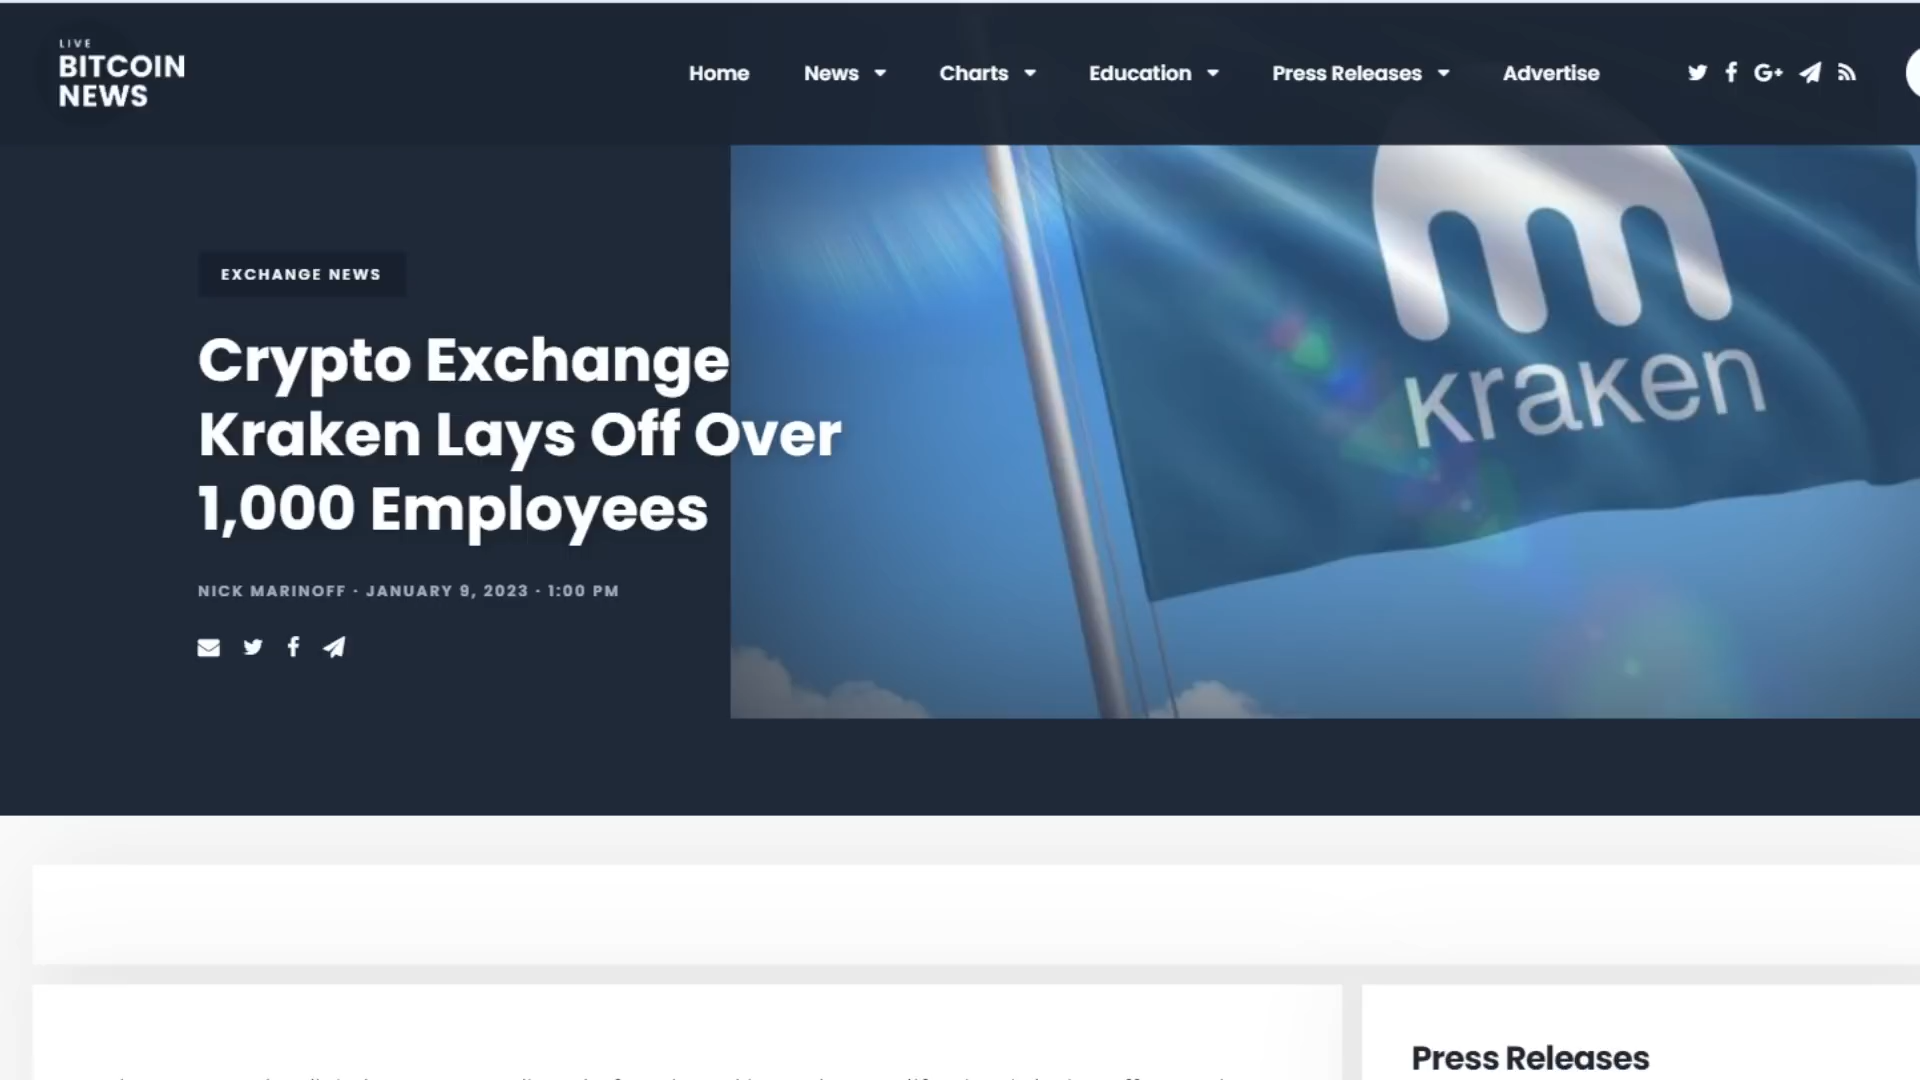 LIVE
BITCOIN
NEWS
Home News Charts Education Press Releases Advertise
EXCHANGE NEWS
Crypto Exchange
Kraken Lays Off Over
1,000 Employees
NICK MARINOFF · JANUARY 9, 2023 · 1:00 PM
kraken
Press Releases